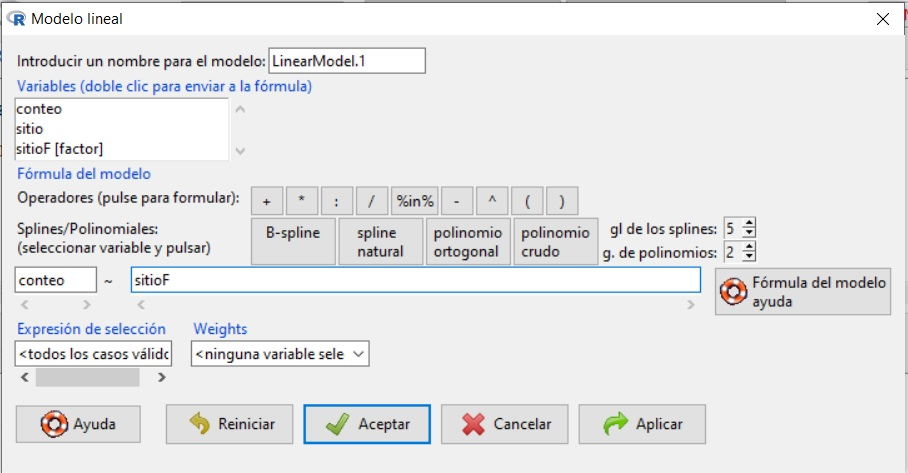 Modelo lineal
Introducir un nombre para el modelo: LinearModel.1
Variables (doble clic para enviar a la fórmula)
conteo
sitio
sitioF [factor]
Fórmula del modelo
Operadores (pulse para formular): + * : / %in% - ^ ( )
Splines/Polinomiales:
(seleccionar variable y pulsar)
B-spline
spline
natural
polinomio
ortogonal
polinomio
crudo
gl de los splines: 5
g. de polinomios: 2
conteo ~ sitioF
Fórmula del modelo
ayuda
Expresión de selección Weights
<todos los casos válido <ninguna variable sele
Ayuda Reiniciar Aceptar Cancelar Aplicar